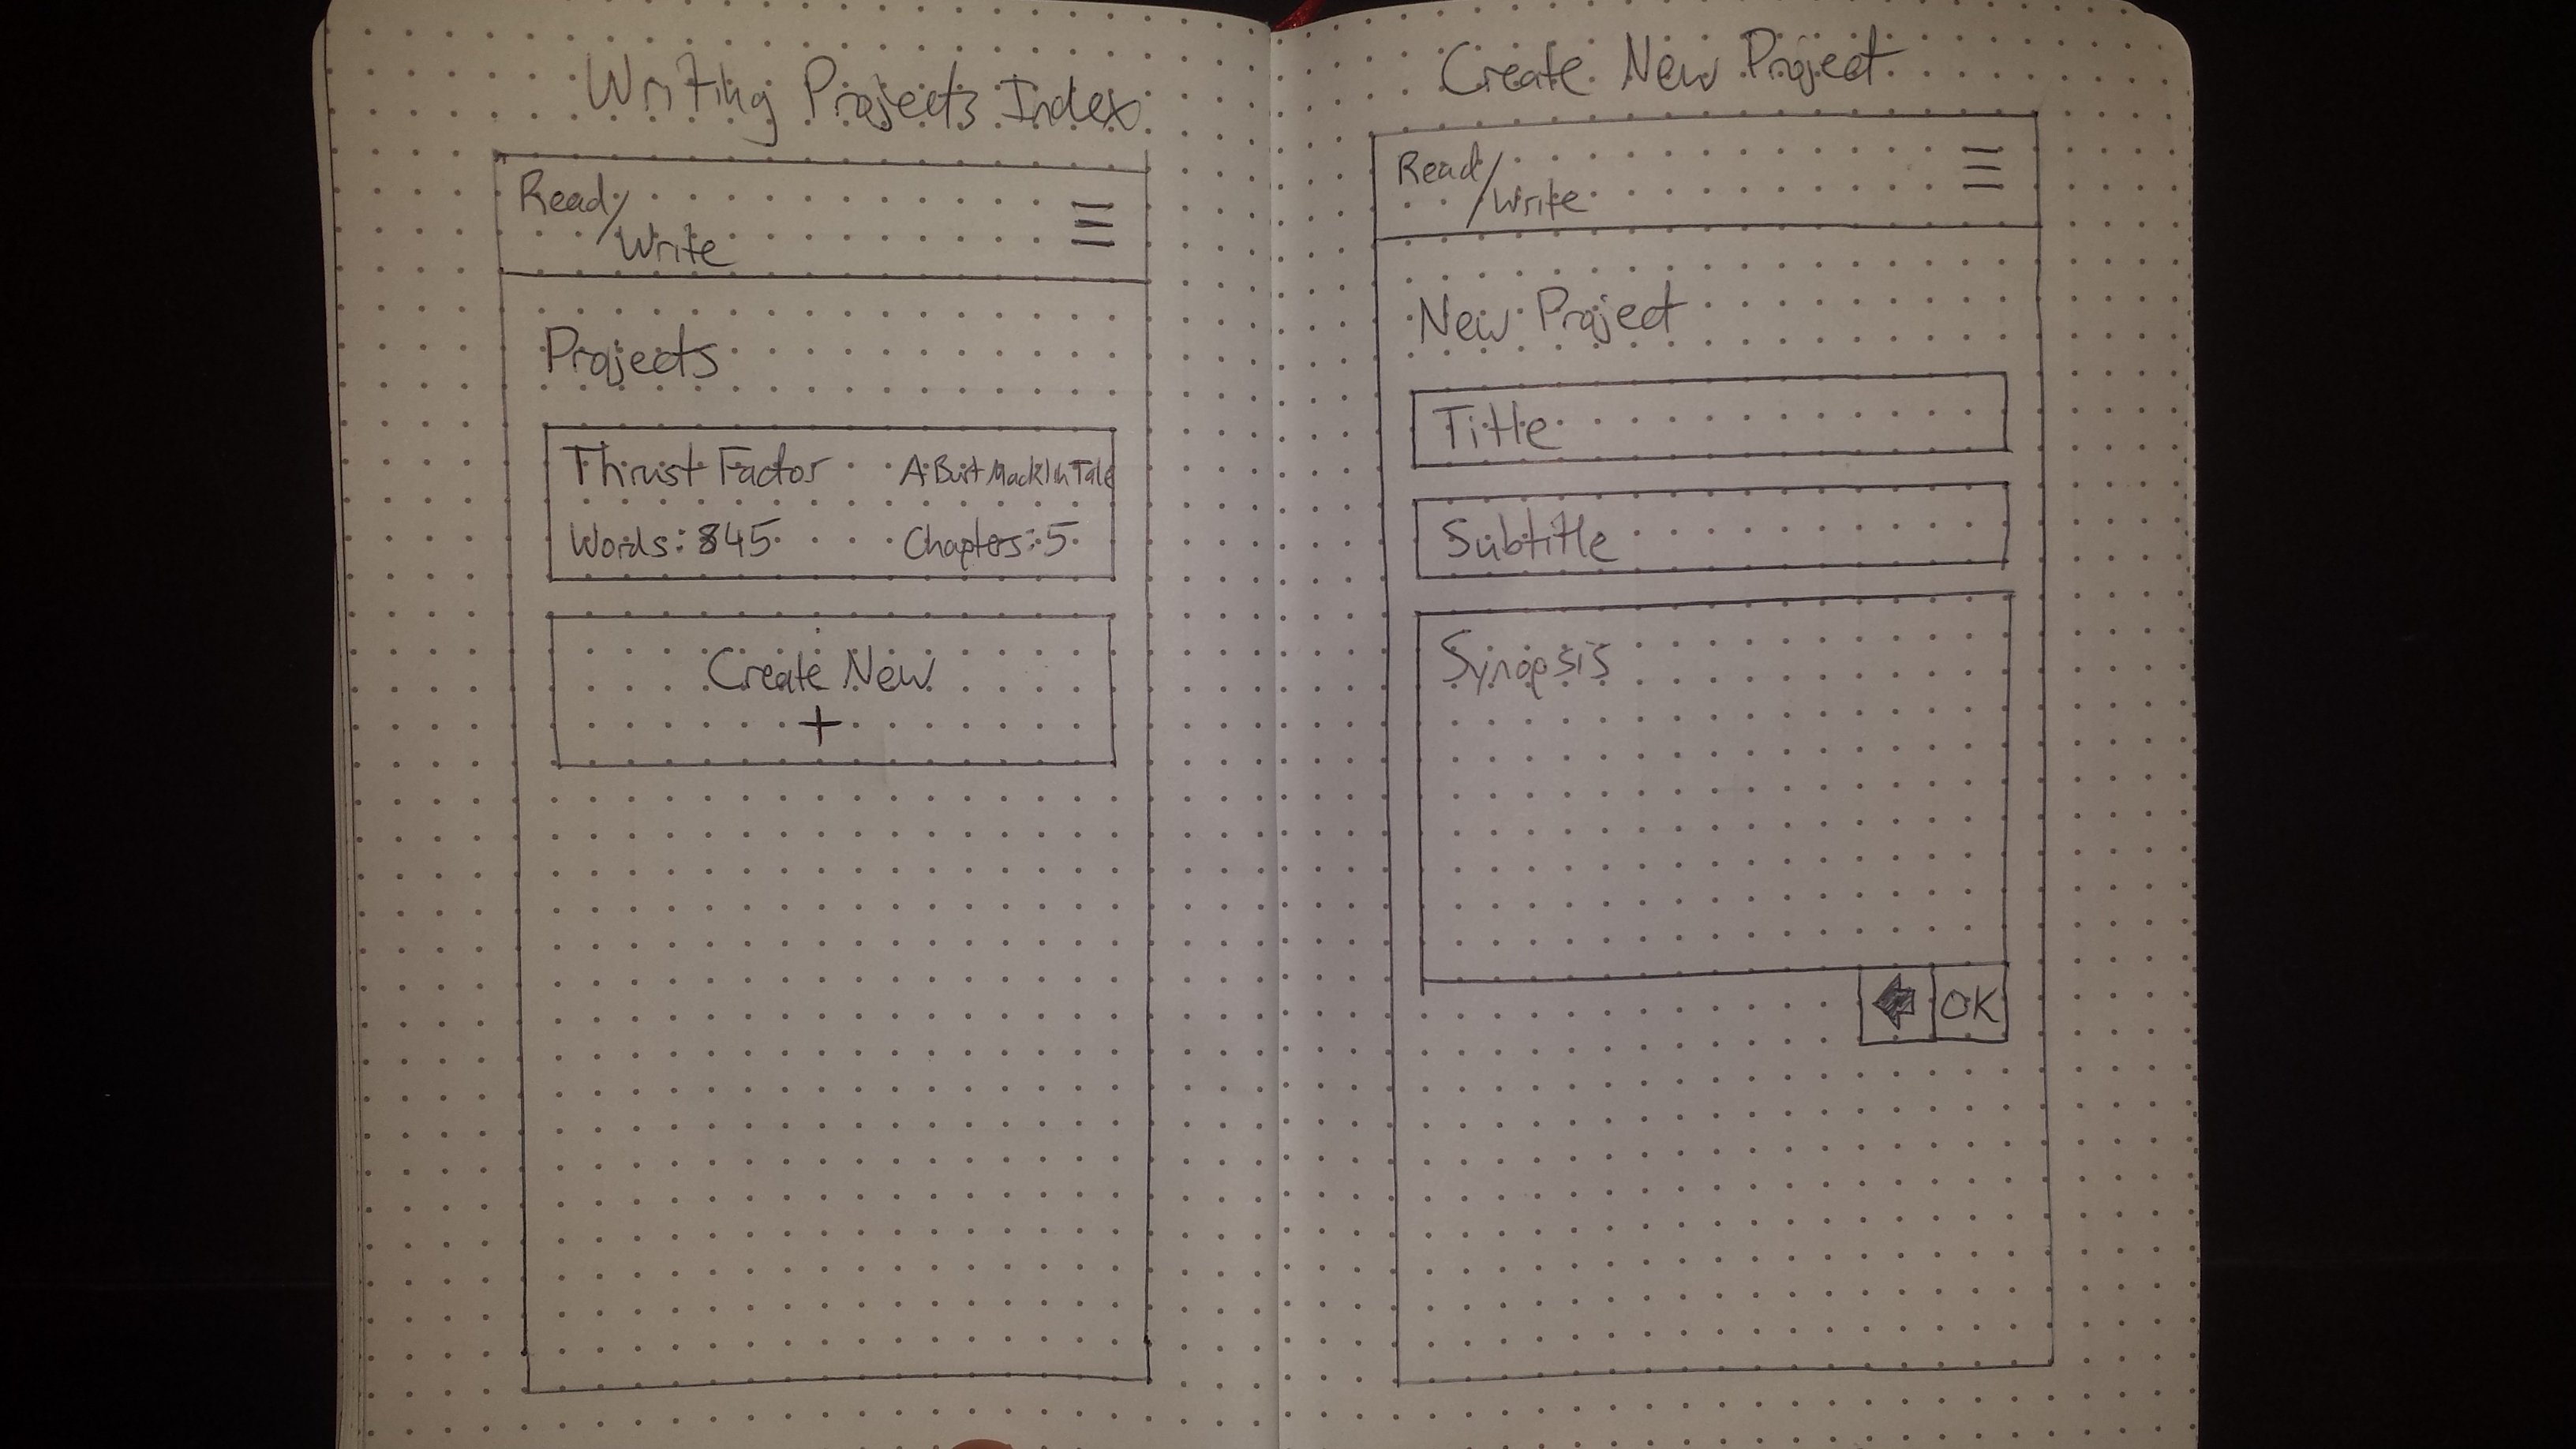 Writing Projects Index
Read/
Write
Projects
Thrust Factor
A Burt Macklin Tale
Words: 845
Chapters: 5
Create New
+
Create New Project
Read/
Write
New Project
Title
Subtitle
Synopsis
OK